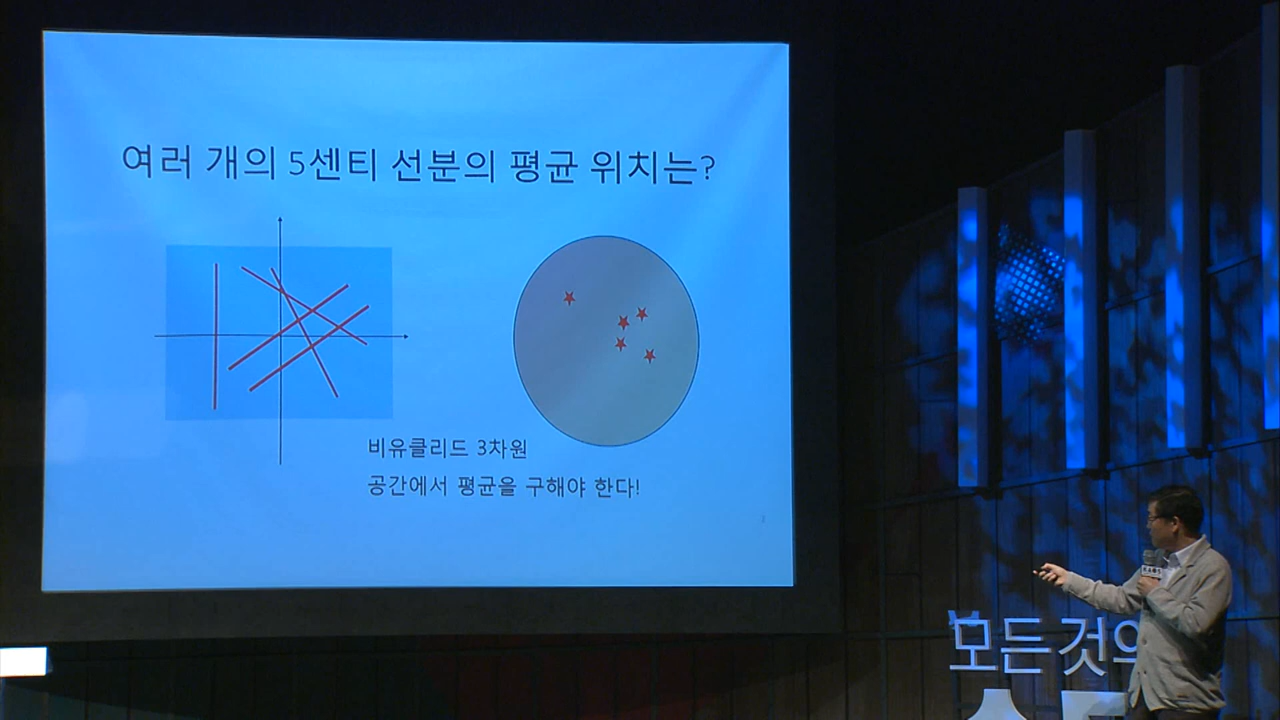 여러 개의 5센티 선분의 평균 위치는?
비유클리드 3차원
공간에서 평균을 구해야 한다!
2
모든 것의